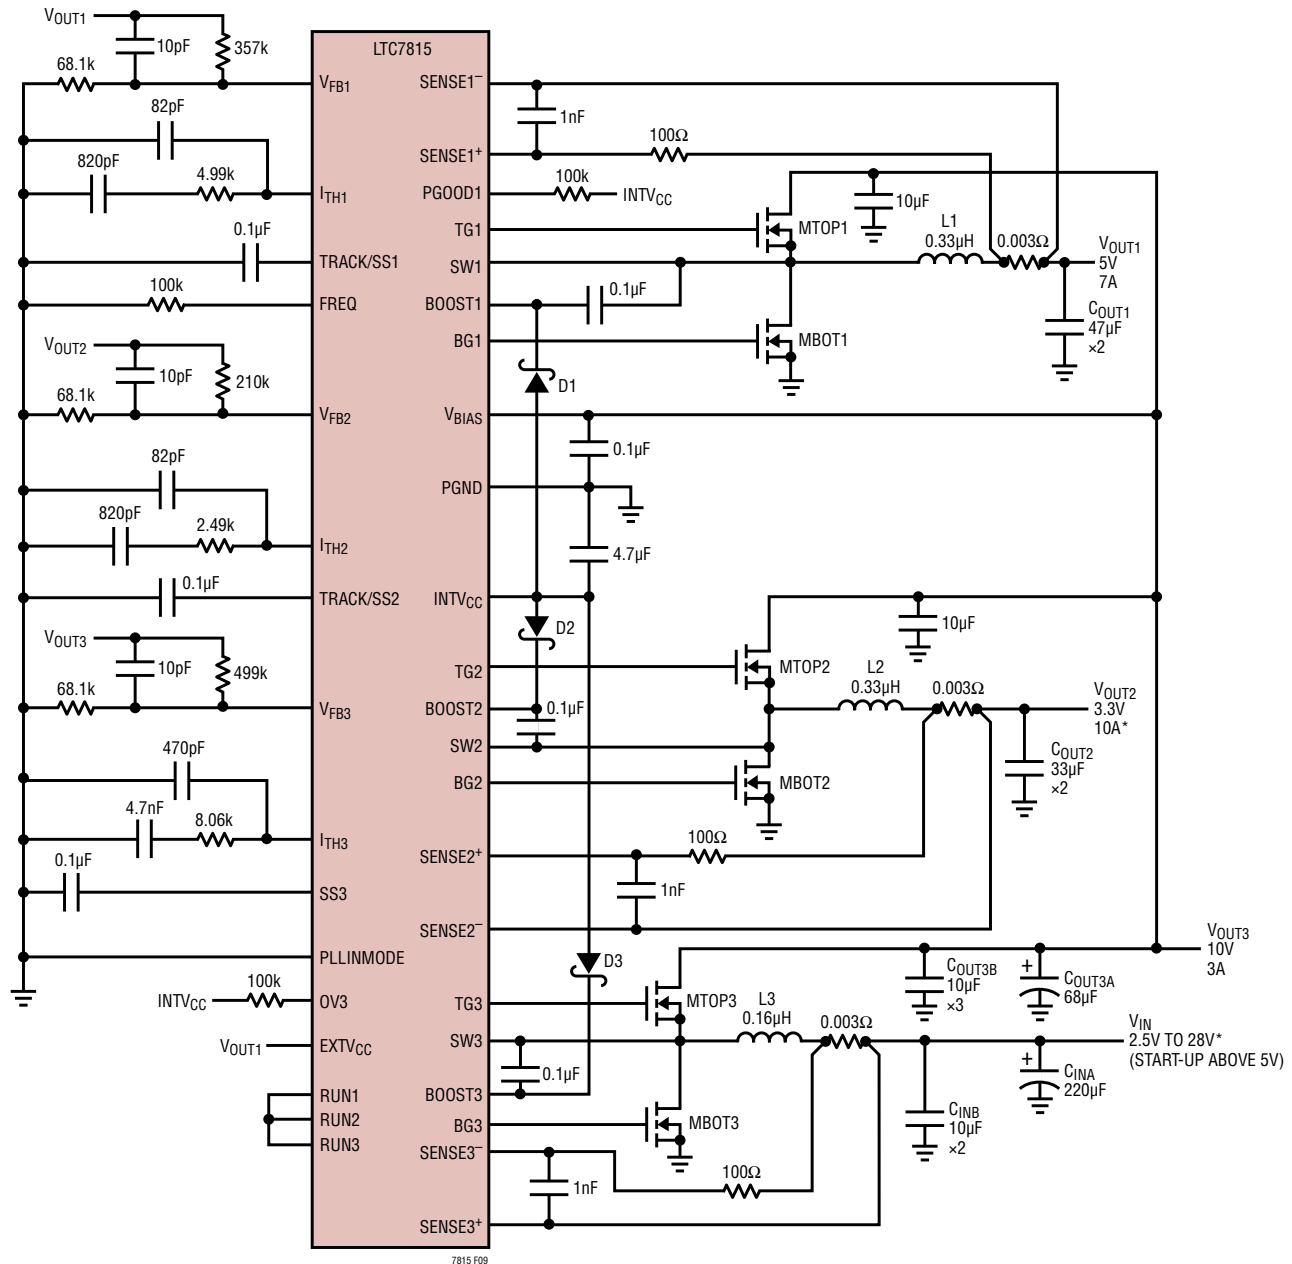 VOUT1
10pF
357k
68.1k
82pF
820pF
4.99k
0.1µF
100k
VOUT2
10pF
210k
68.1k
82pF
820pF
2.49k
0.1µF
VOUT3
10pF
499k
68.1k
470pF
4.7nF
8.06k
0.1µF
100k
INTVCC
VOUT1
LTC7815
VFB1
ITH1
TRACK/SS1
FREQ
VFB2
ITH2
TRACK/SS2
VFB3
ITH3
SS3
PLLINMODE
OV3
EXTVCC
RUN1
RUN2
RUN3
SENSE1–
SENSE1+
PGOOD1
TG1
SW1
BOOST1
BG1
VBIAS
PGND
INTVCC
TG2
BOOST2
SW2
BG2
SENSE2+
SENSE2–
TG3
SW3
BOOST3
BG3
SENSE3–
SENSE3+
1nF
100Ω
100k
INTVCC
10µF
MTOP1
L1
0.33µH
0.003Ω
VOUT1
5V
7A
0.1µF
MBOT1
COUT1
47µF
×2
D1
0.1µF
4.7µF
D2
10µF
MTOP2
L2
0.33µH
0.003Ω
VOUT2
3.3V
10A*
0.1µF
MBOT2
COUT2
33µF
×2
100Ω
1nF
D3
VOUT3
10V
3A
MTOP3
L3
0.16µH
0.003Ω
COUT3B
10µF
×3
COUT3A
68µF
+
VIN
2.5V TO 28V*
(START-UP ABOVE 5V)
0.1µF
MBOT3
+
CINA
220µF
CINB
10µF
×2
100Ω
1nF
7815 F09